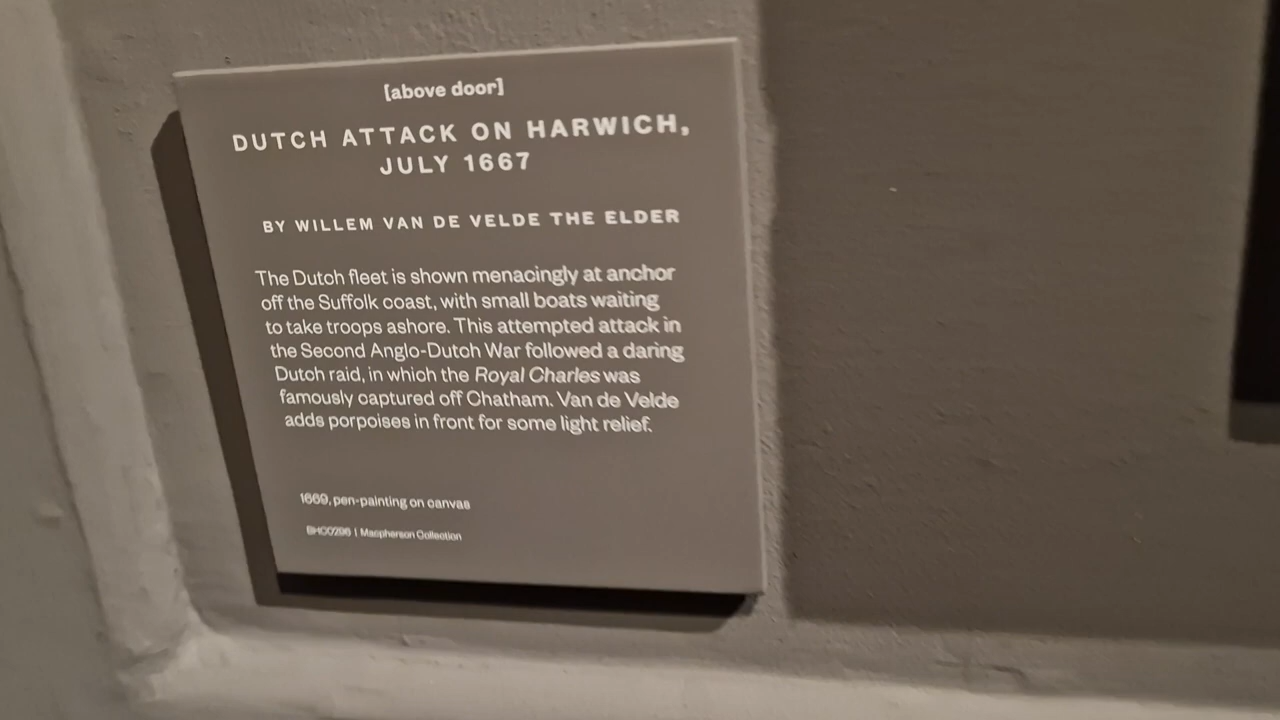 [above door]
DUTCH ATTACK ON HARWICH,
JULY 1667
BY WILLEM VAN DE VELDE THE ELDER
The Dutch fleet is shown menacingly at anchor
off the Suffolk coast, with small boats waiting
to take troops ashore. This attempted attack in
the Second Anglo-Dutch War followed a daring
Dutch raid, in which the Royal Charles was
famously captured off Chatham. Van de Velde
adds porpoises in front for some light relief.
1669, pen-painting on canvas
BHC0296 | Macpherson Collection